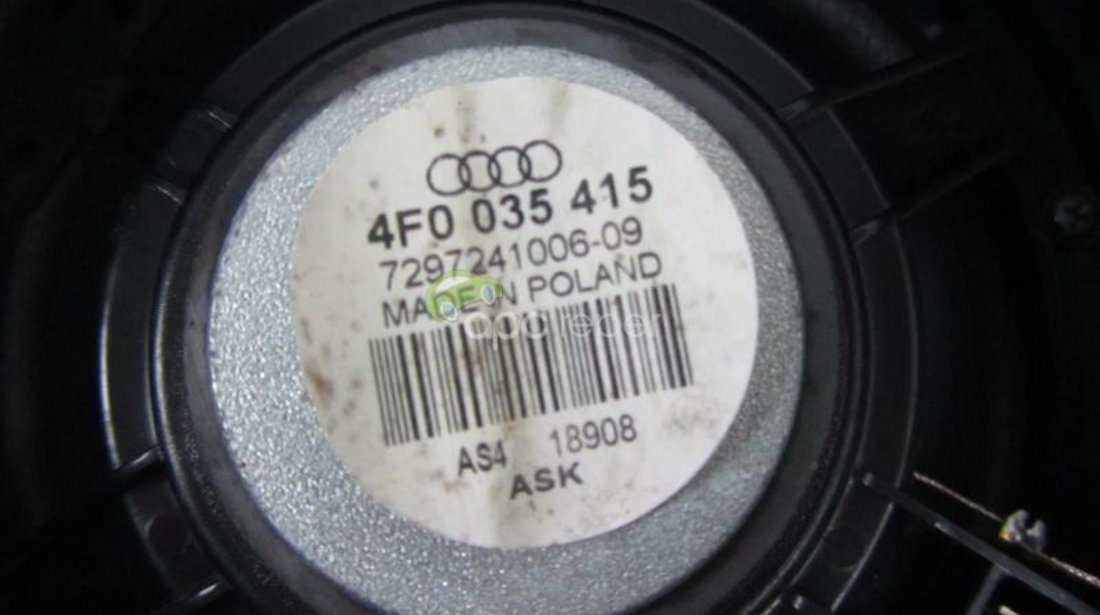 4F0 035 415
7297241006-09
MADE IN POLAND
AS4 18908
ASK